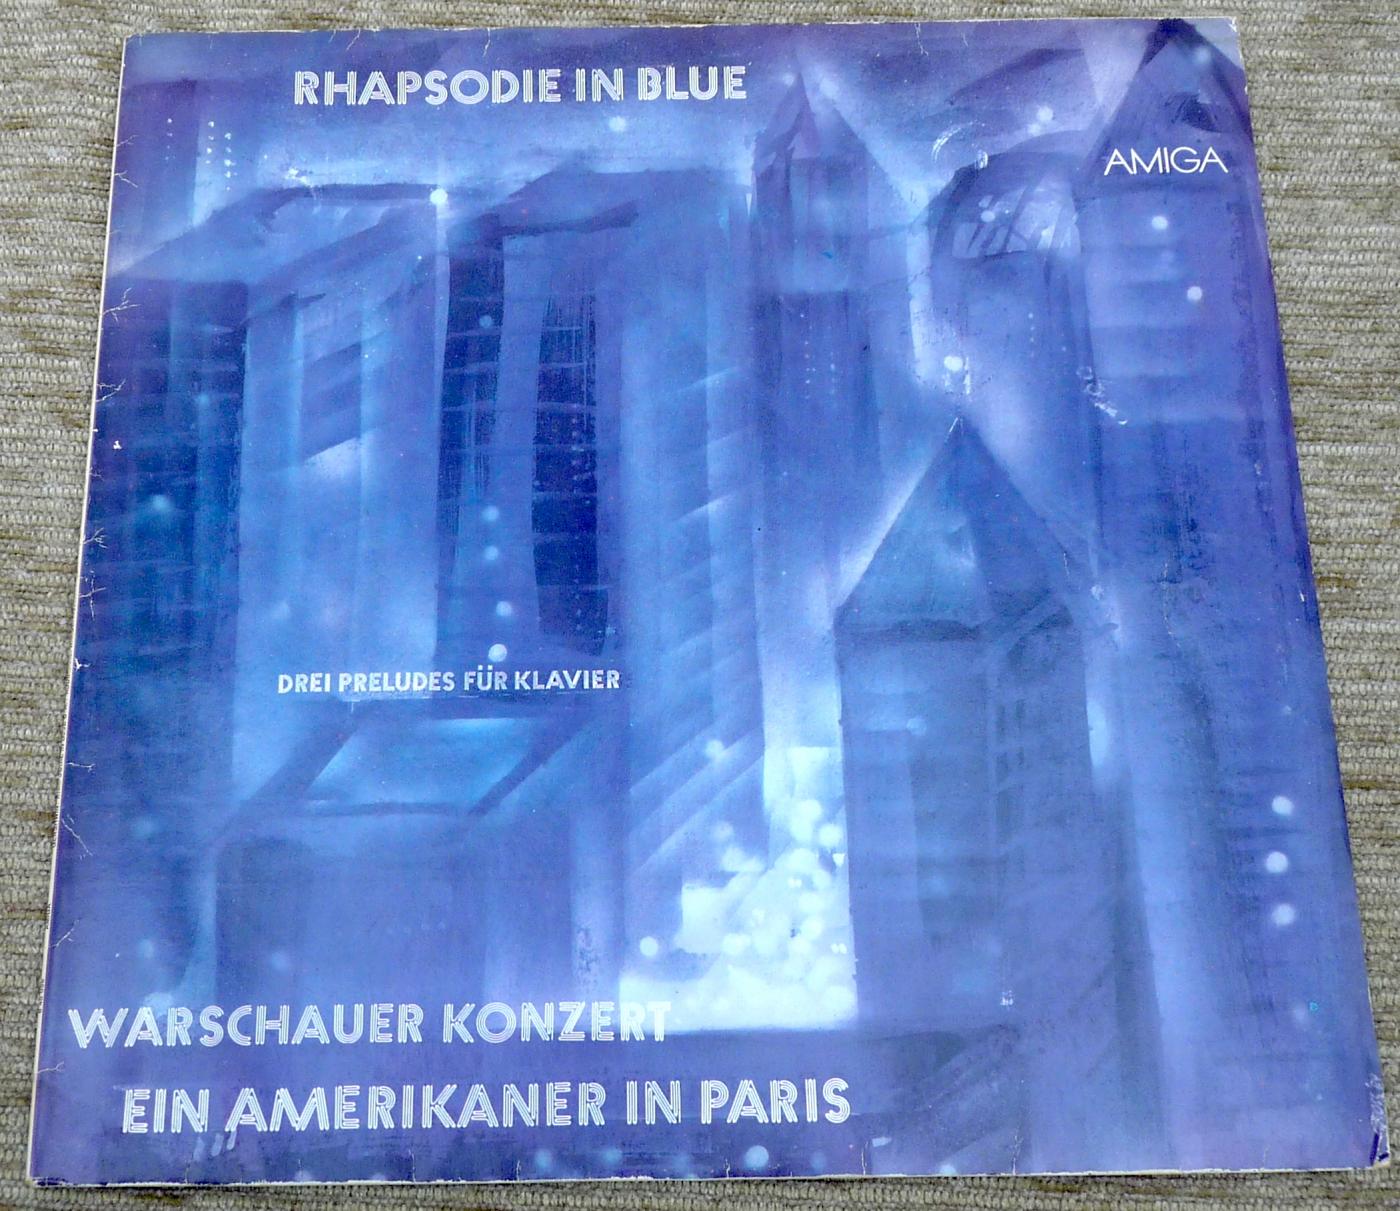 RHAPSODIE IN BLUE
AMIGA
DREI PRELUDES FÜR KLAVIER
WARSCHAUER KONZERT
EIN AMERIKANER IN PARIS